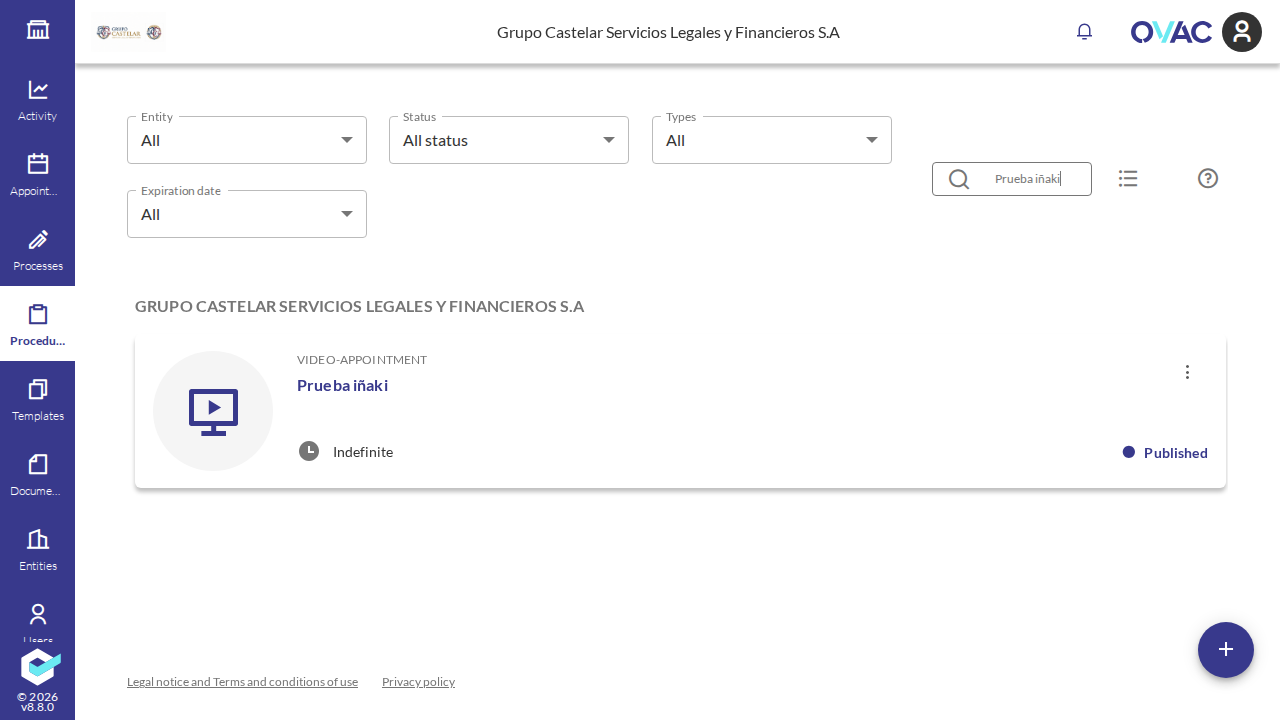 GRUPO
CASTELAR
Grupo Castelar Servicios Legales y Financieros S.A
OVAC
Activity
Appoint...
Processes
Procedu...
Templates
Docume...
Entities
Users
© 2026
v8.8.0
Entity
All
Status
All status
Types
All
Expiration date
All
Prueba iñaki
GRUPO CASTELAR SERVICIOS LEGALES Y FINANCIEROS S.A
VIDEO-APPOINTMENT
Prueba iñaki
Indefinite
Published
Legal notice and Terms and conditions of use
Privacy policy